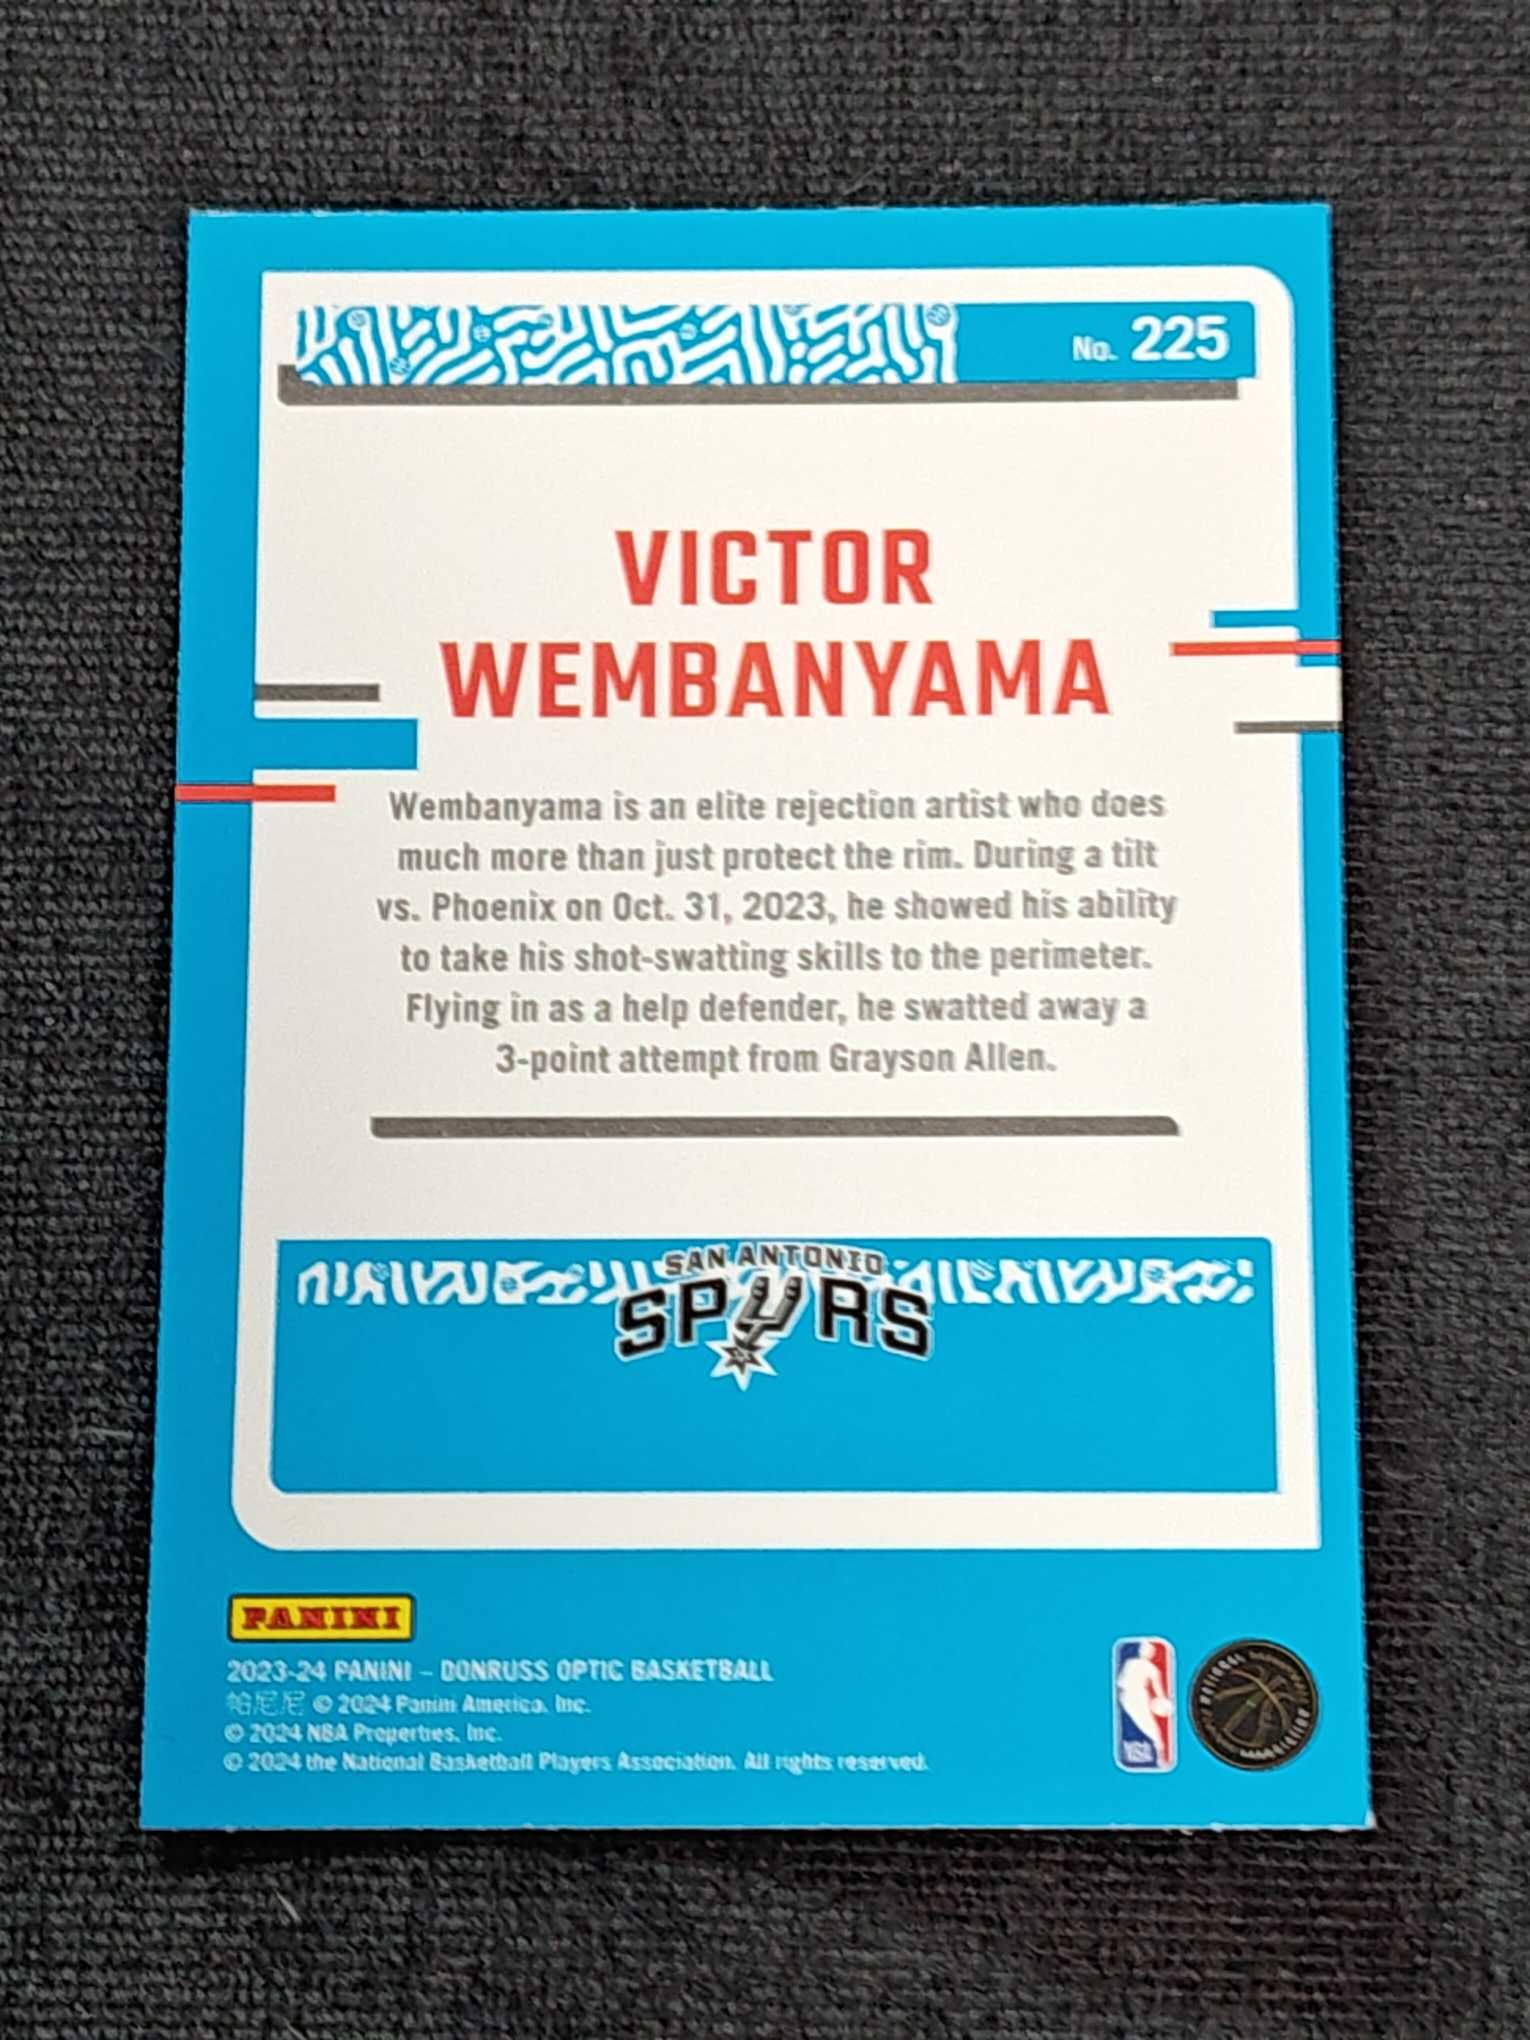 No. 225
VICTOR
WEMBANYAMA
Wembanyama is an elite rejection artist who does
much more than just protect the rim. During a tilt
vs. Phoenix on Oct. 31, 2023, he showed his ability
to take his shot-swatting skills to the perimeter.
Flying in as a help defender, he swatted away a
3-point attempt from Grayson Allen.
SAN ANTONIO
SPURS
PANINI
2023-24 PANINI – DONRUSS OPTIC BASKETBALL
帕尼尼 © 2024 Panini America, Inc.
© 2024 NBA Properties, Inc.
© 2024 the National Basketball Players Association. All rights reserved.
NBA